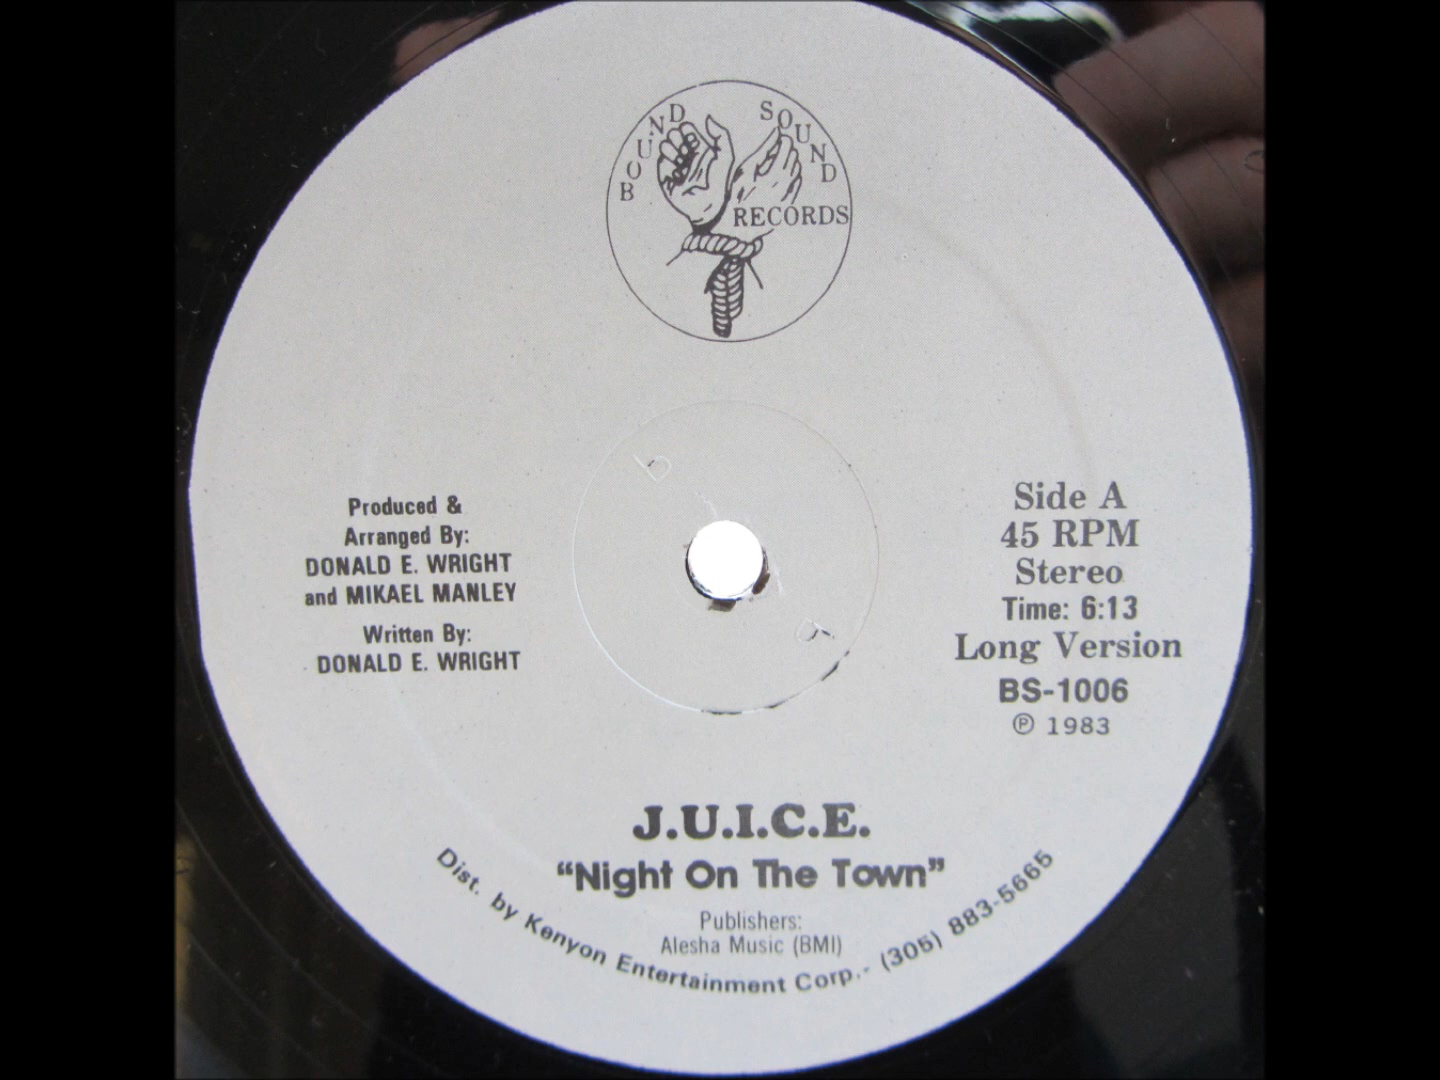 BOUND SOUND
RECORDS
Produced &
Arranged By:
DONALD E. WRIGHT
and MIKAEL MANLEY
Written By:
DONALD E. WRIGHT
Side A
45 RPM
Stereo
Time: 6:13
Long Version
BS-1006
℗ 1983
J.U.I.C.E.
“Night On The Town”
Publishers:
Alesha Music (BMI)
Dist. by Kenyon Entertainment Corp.- (305) 883-5665